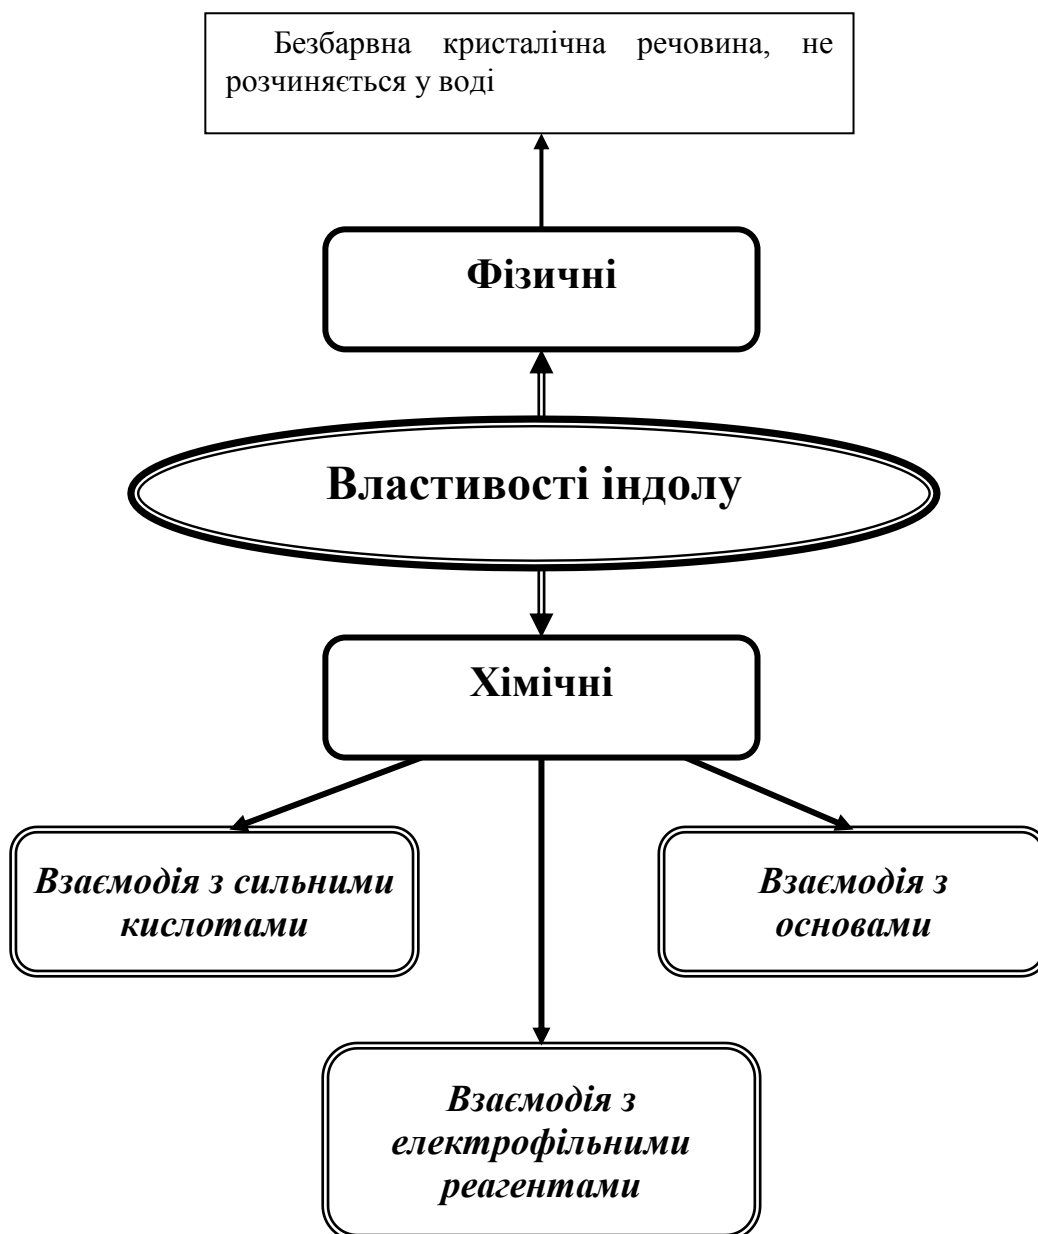 Безбарвна кристалічна речовина, не
розчиняється у воді
Фізичні
Властивості індолу
Хімічні
Взаємодія з сильними
кислотами
Взаємодія з
основами
Взаємодія з
електрофільними
реагентами